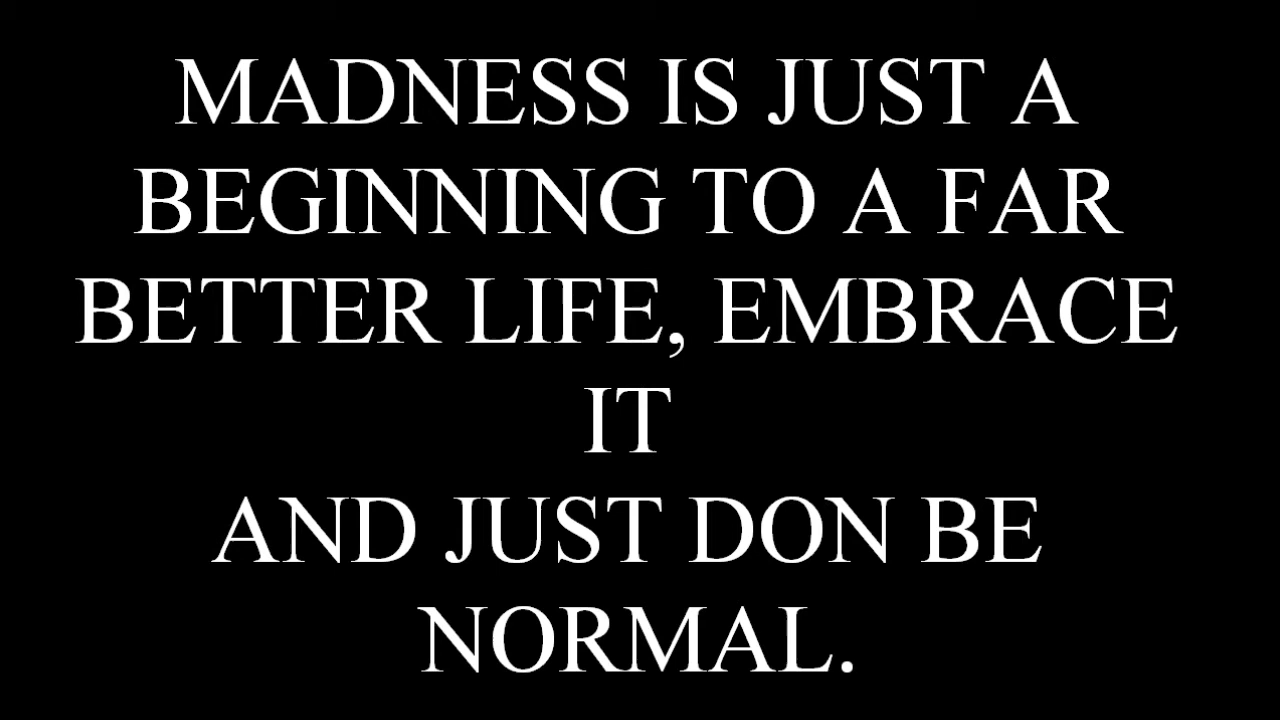 MADNESS IS JUST A
BEGINNING TO A FAR
BETTER LIFE, EMBRACE
IT
AND JUST DON BE
NORMAL.